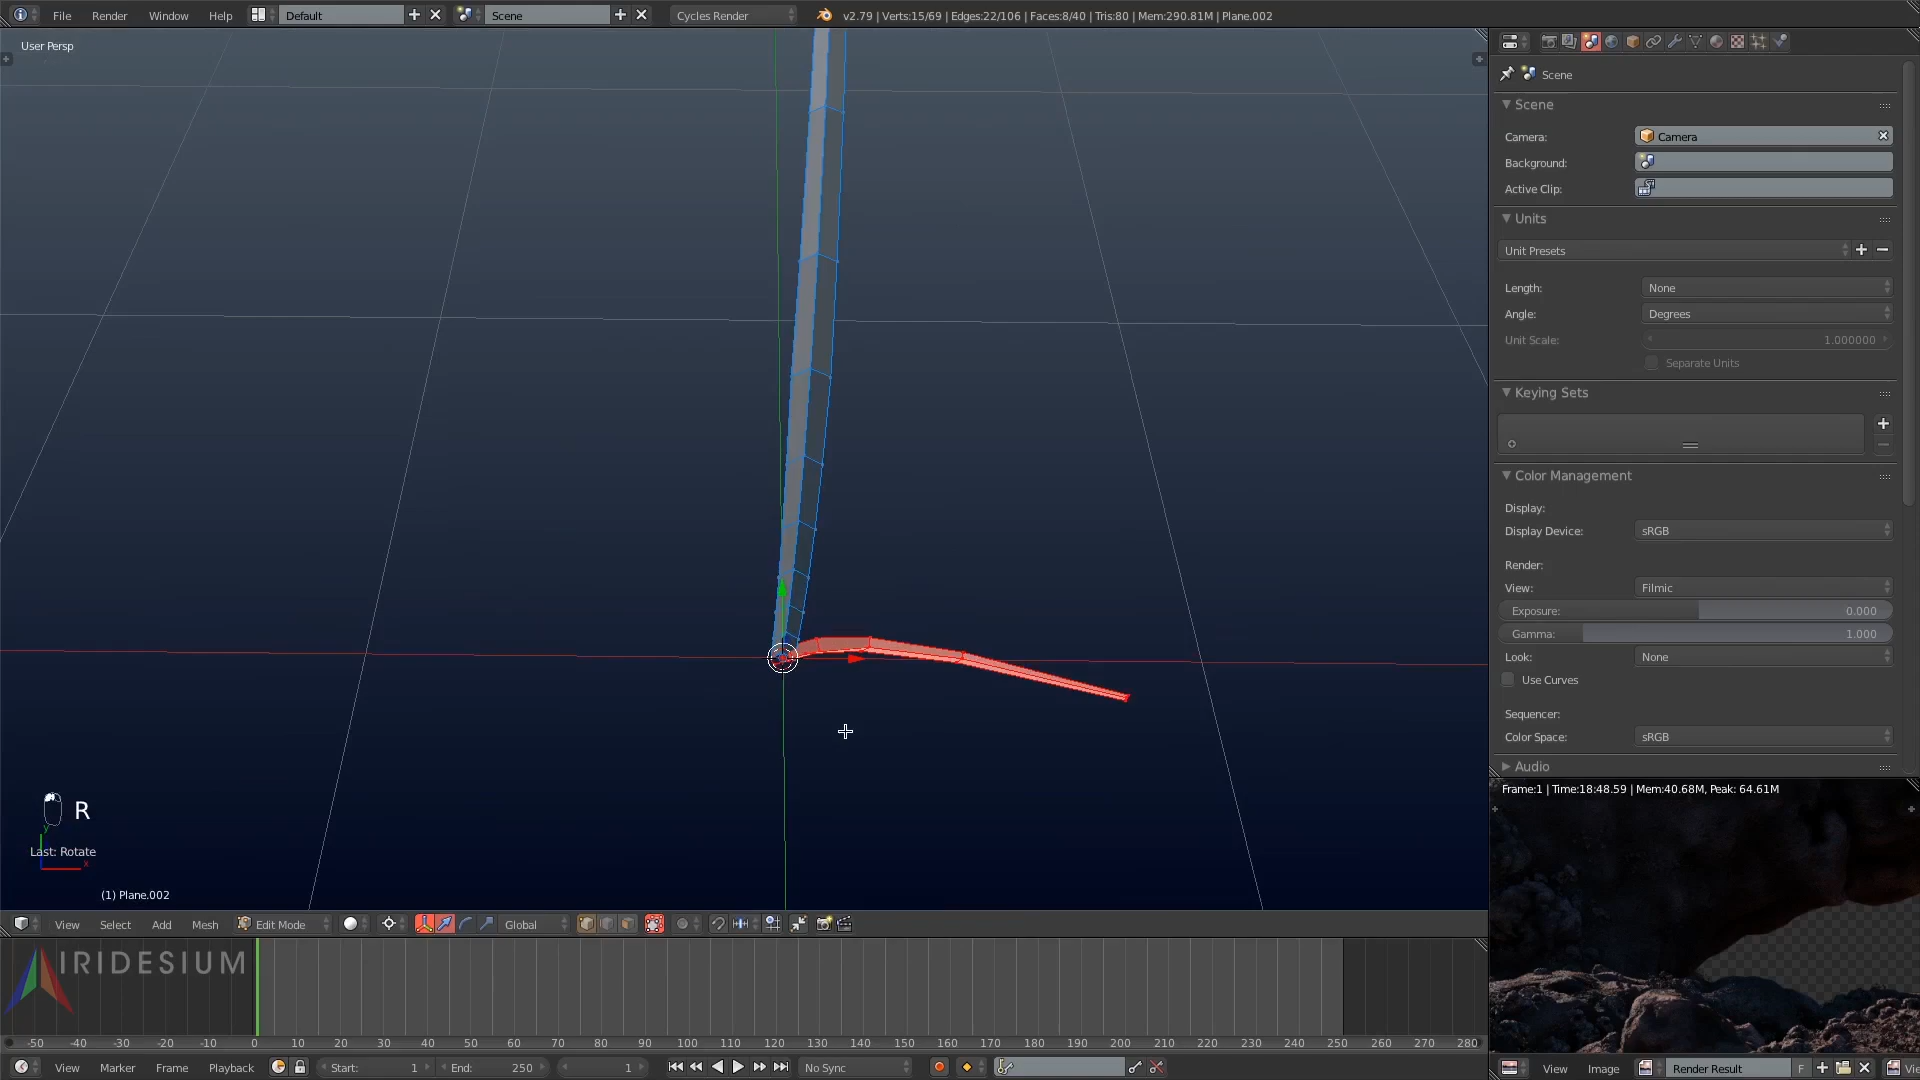 File Render Window Help Default Scene Cycles Render v2.79 | Verts:15/69 | Edges:22/106 | Faces:8/40 | Tris:80 | Mem:290.81M | Plane.002
User Persp
Scene
Scene
Camera: Camera
Background:
Active Clip:
Units
Unit Presets
Length: None
Angle: Degrees
Unit Scale: 1.000000
Separate Units
Keying Sets
Color Management
Display:
Display Device: sRGB
Render:
View: Filmic
Exposure: 0.000
Gamma: 1.000
Look: None
Use Curves
Sequencer:
Color Space: sRGB
Audio
Frame:1 | Time:18:48.59 | Mem:40.68M, Peak: 64.61M
R
y
Last: Rotate
x
(1) Plane.002
View Select Add Mesh Edit Mode Global
IRIDESIUM
-50 -40 -30 -20 -10 0 10 20 30 40 50 60 70 80 90 100 110 120 130 140 150 160 170 180 190 200 210 220 230 240 250 260 270 280
View Marker Frame Playback Start: 1 End: 250 1 No Sync
View Image Render Result F Vie